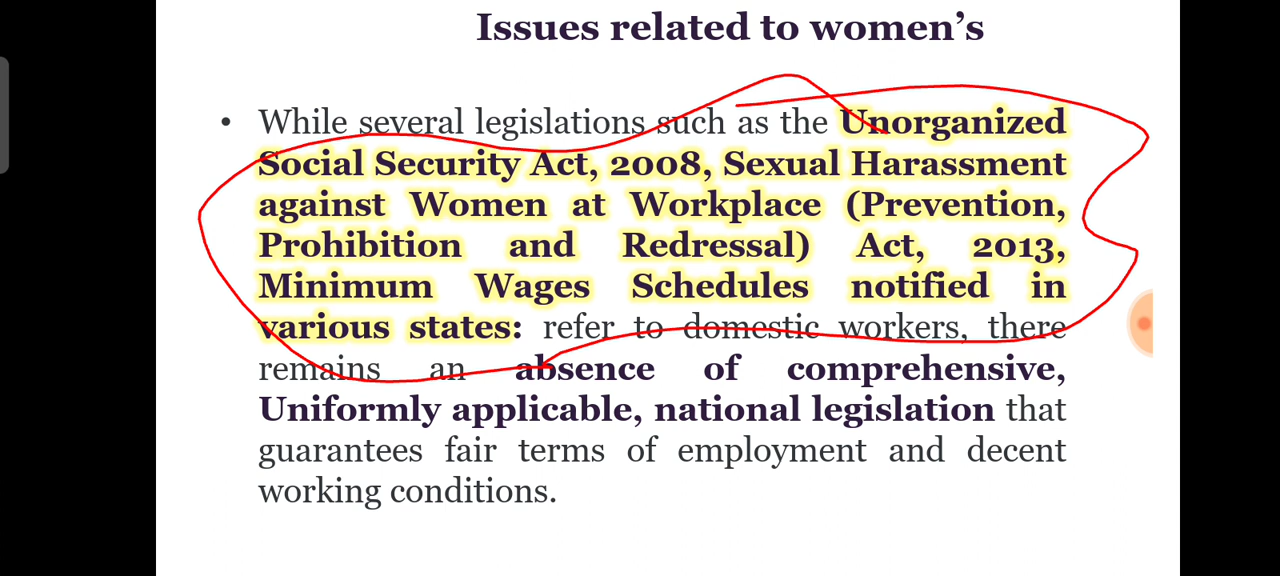 Issues related to women’s
• While several legislations such as the Unorganized
Social Security Act, 2008, Sexual Harassment
against Women at Workplace (Prevention,
Prohibition and Redressal) Act, 2013,
Minimum Wages Schedules notified in
various states: refer to domestic workers, there
remains an absence of comprehensive,
Uniformly applicable, national legislation that
guarantees fair terms of employment and decent
working conditions.